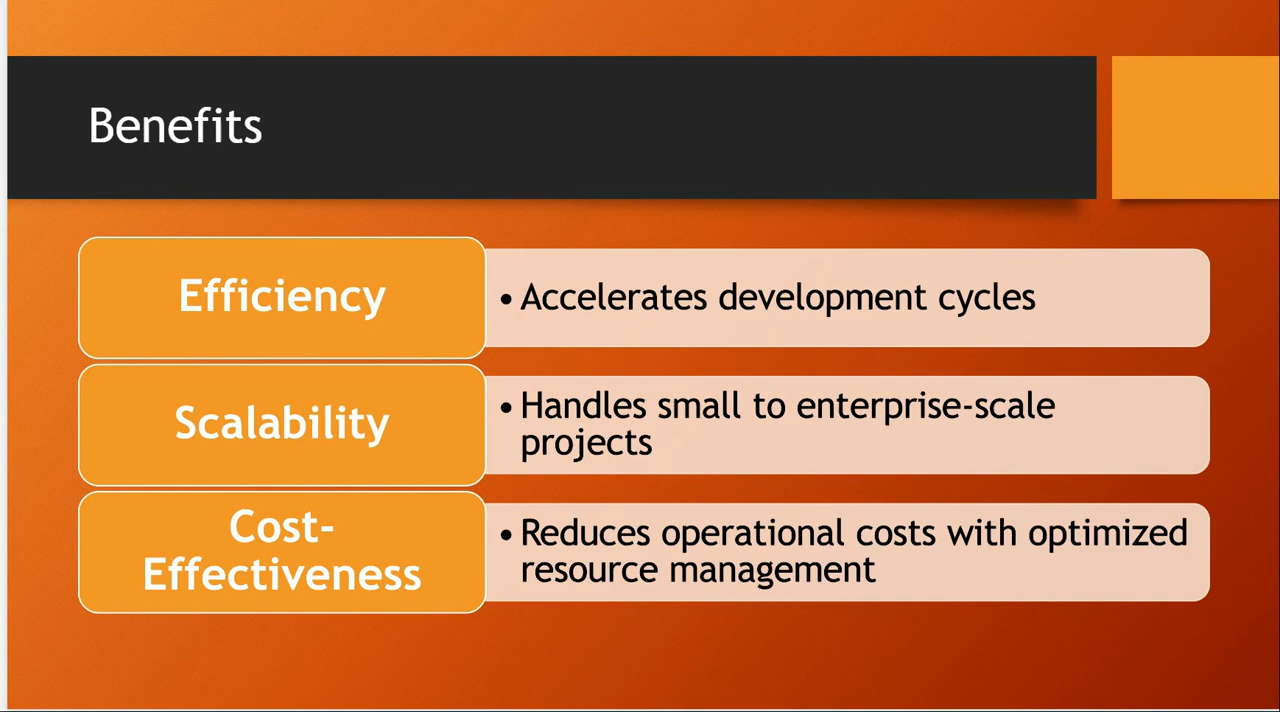 Benefits
Efficiency
• Accelerates development cycles
Scalability
• Handles small to enterprise-scale
projects
Cost-
Effectiveness
• Reduces operational costs with optimized
resource management